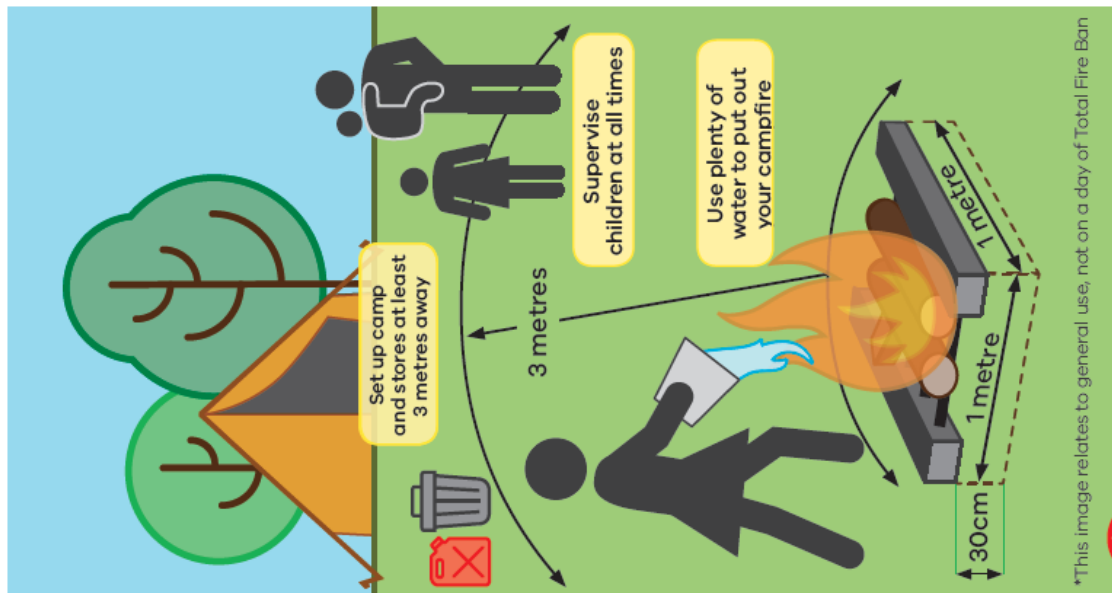 Set up camp
and stores at least
3 metres away
Supervise
children at all times
3 metres
Use plenty of
water to put out
your campfire
1 metre
1 metre
30cm
*This image relates to general use, not on a day of Total Fire Ban